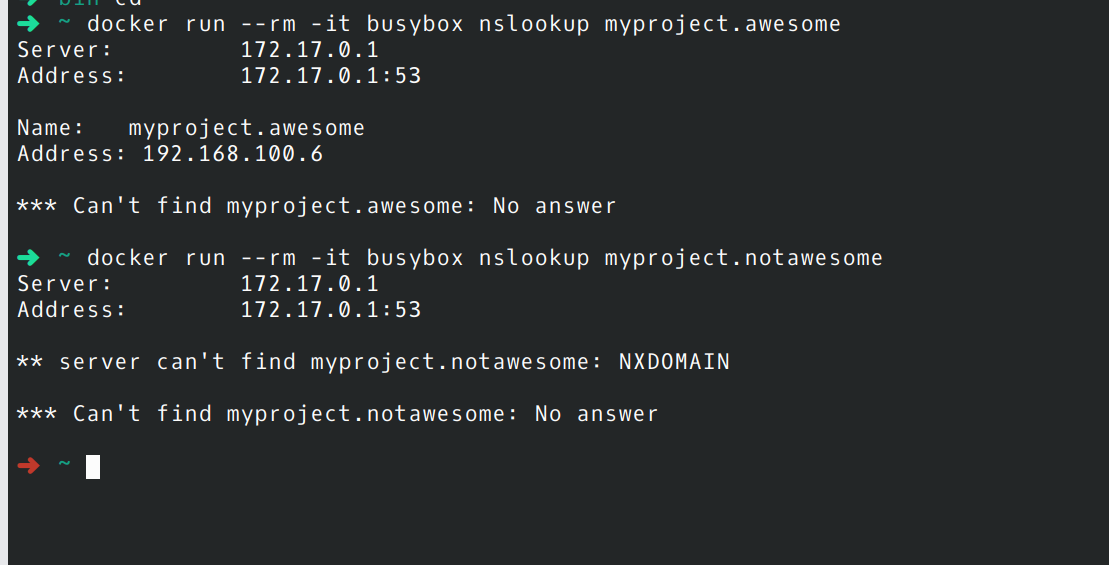 ➜ bin cd
➜ ~ docker run --rm -it busybox nslookup myproject.awesome
Server: 172.17.0.1
Address: 172.17.0.1:53
Name: myproject.awesome
Address: 192.168.100.6
*** Can't find myproject.awesome: No answer
➜ ~ docker run --rm -it busybox nslookup myproject.notawesome
Server: 172.17.0.1
Address: 172.17.0.1:53
** server can't find myproject.notawesome: NXDOMAIN
*** Can't find myproject.notawesome: No answer
➜ ~